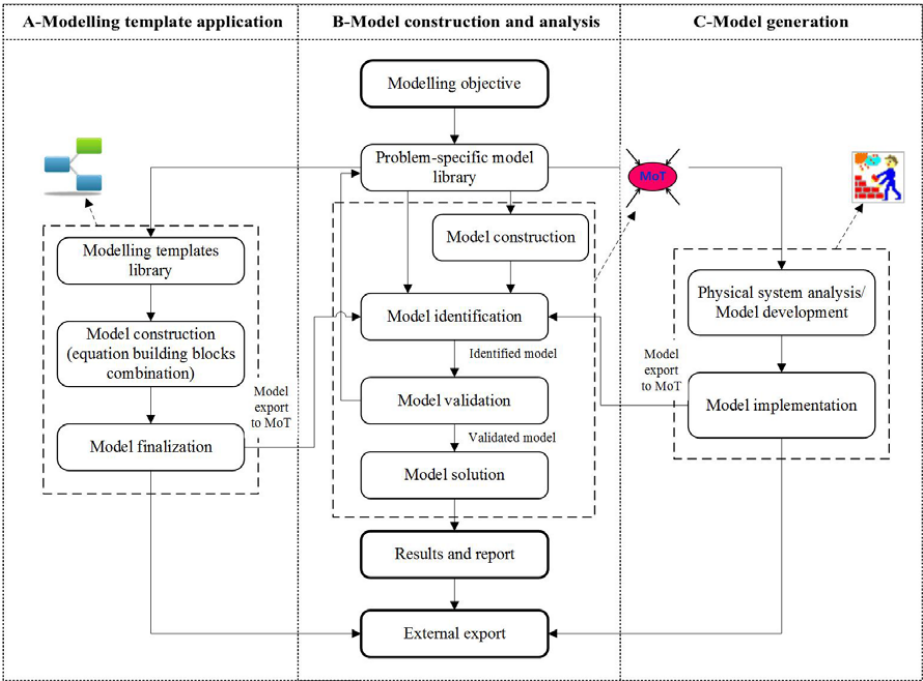 A-Modelling template application
B-Model construction and analysis
C-Model generation
Modelling objective
Problem-specific model
library
MoT
Model construction
Modelling templates
library
Physical system analysis/
Model development
Model identification
Model construction
(equation building blocks
combination)
Identified model
Model
export
to MoT
Model
export
to MoT
Model validation
Model implementation
Validated model
Model finalization
Model solution
Results and report
External export